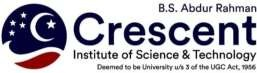 B.S. Abdur Rahman
Crescent
Institute of Science & Technology
Deemed to be University u/s 3 of the UGC Act, 1956